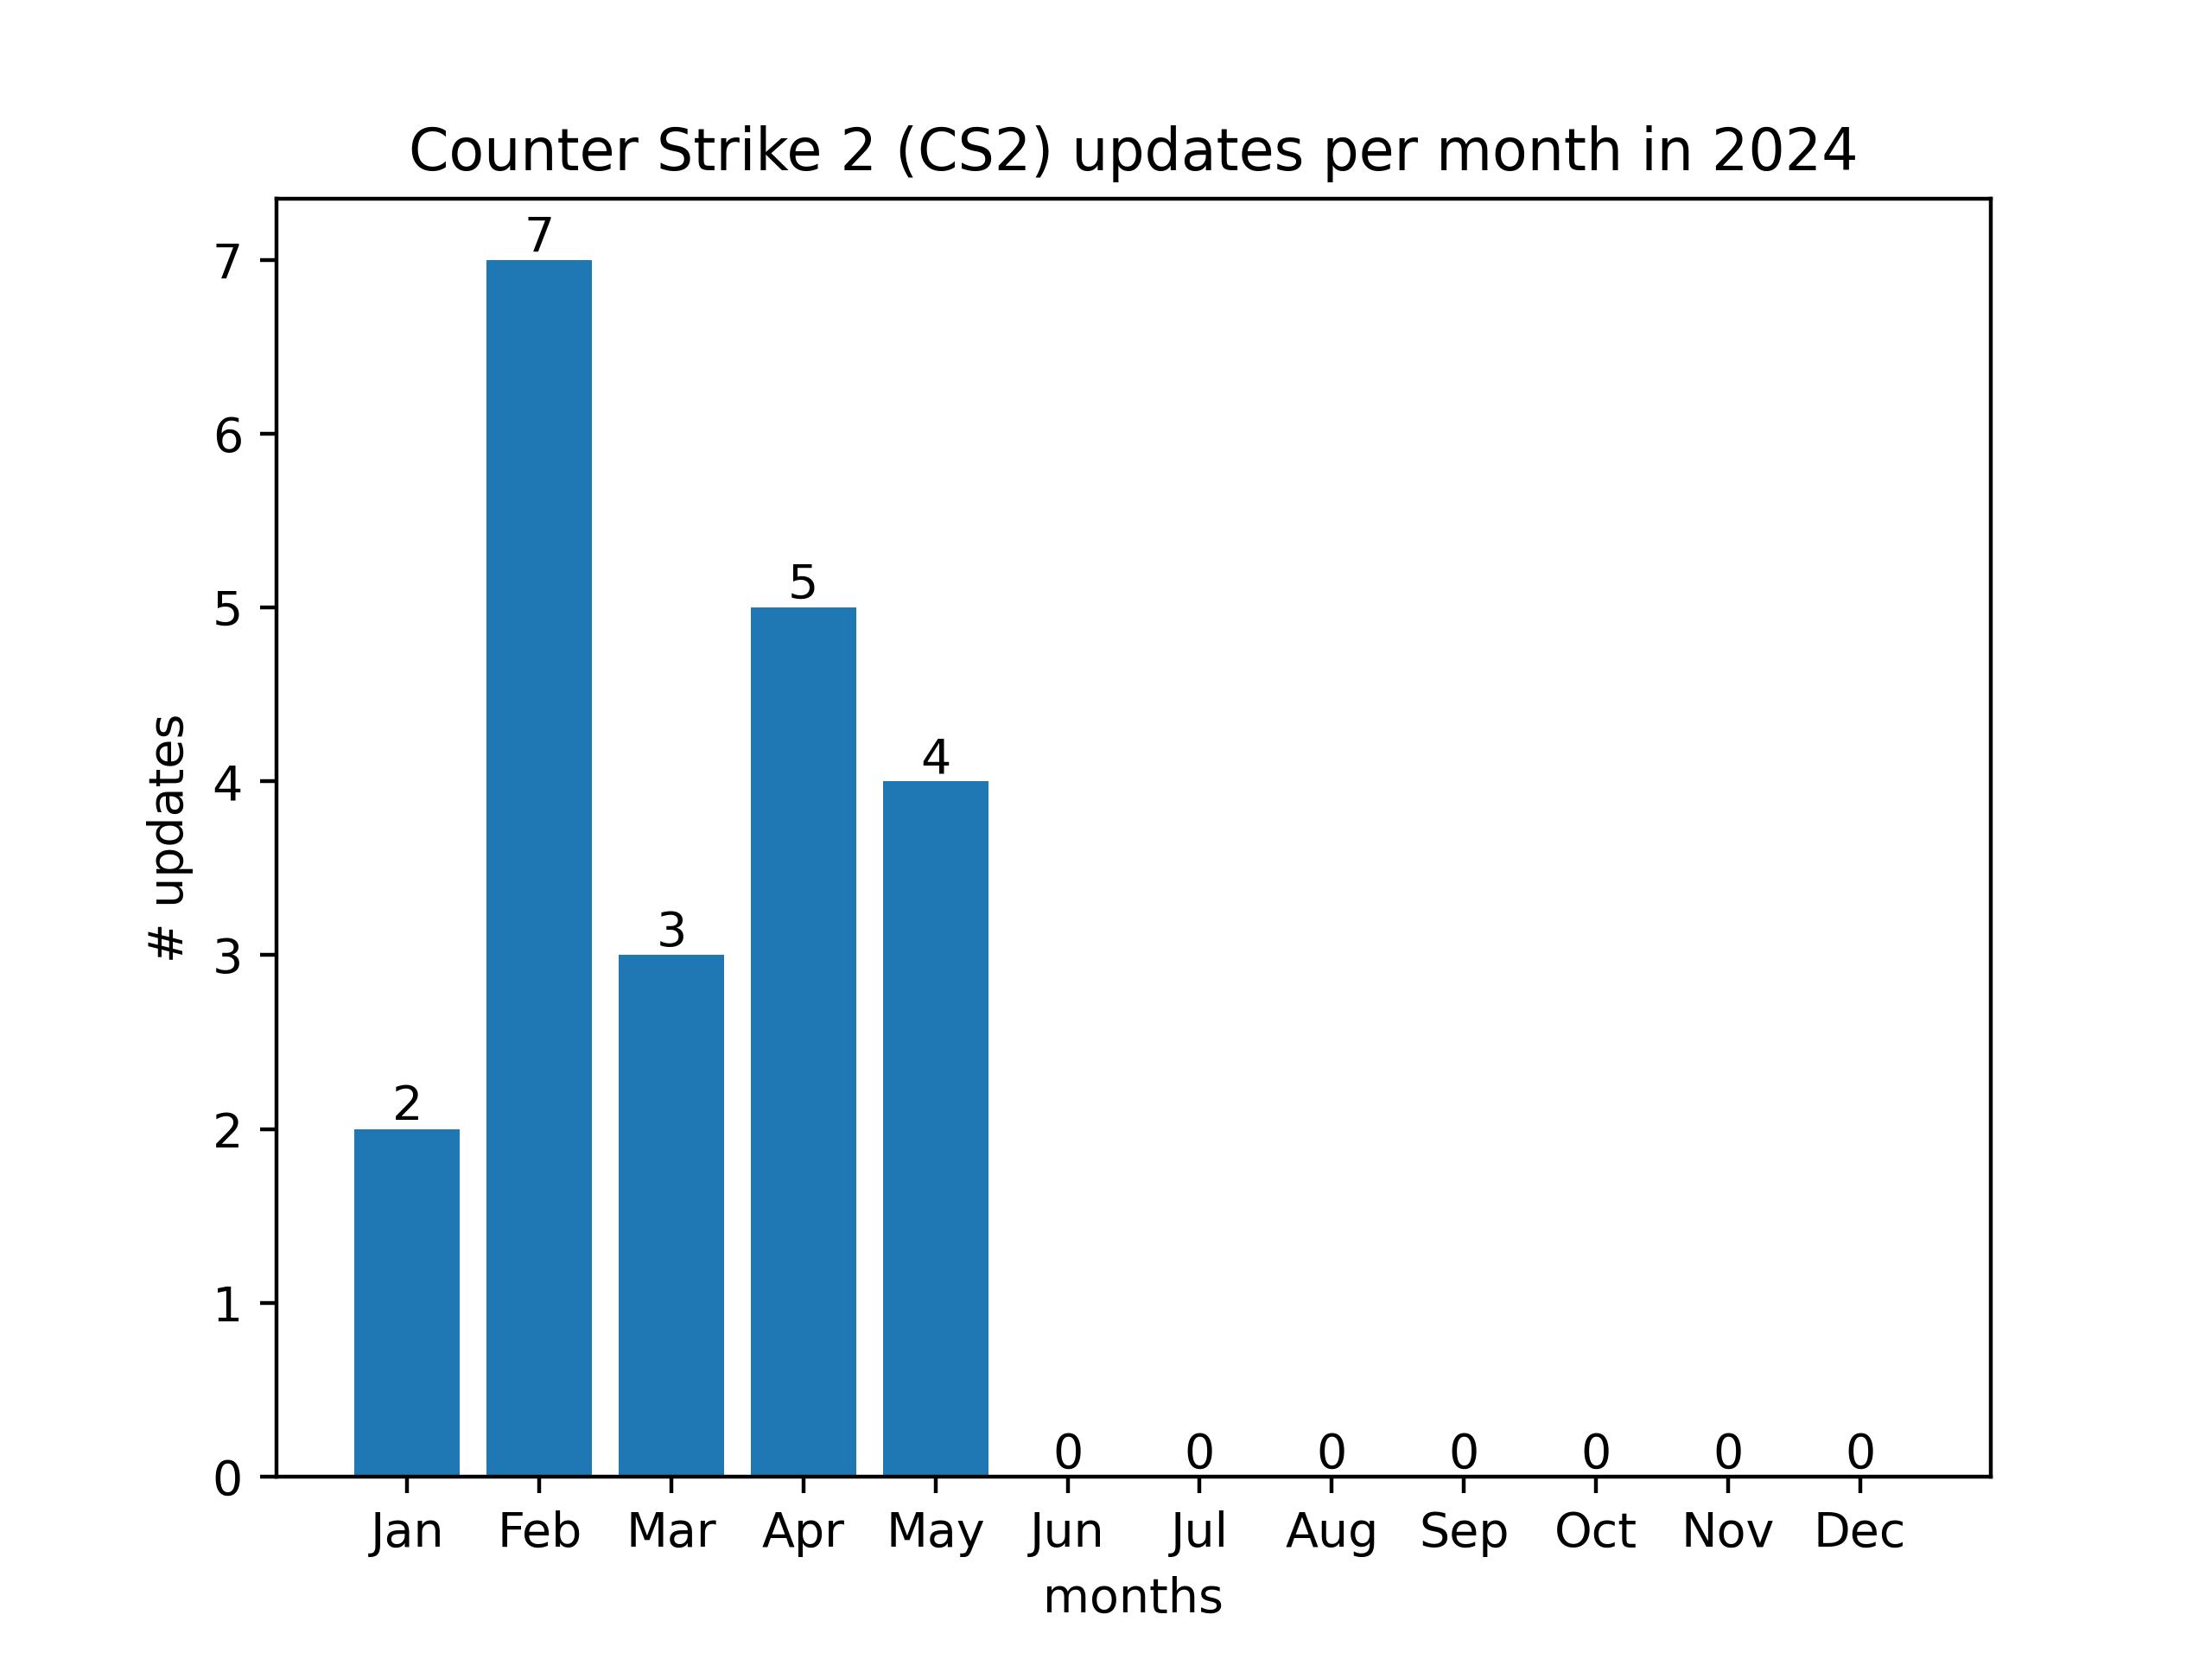 Counter Strike 2 (CS2) updates per month in 2024
7
7
6
5
5
4
4
3
3
2
2
1
0
0 0 0 0 0 0 0
# updates
Jan Feb Mar Apr May Jun Jul Aug Sep Oct Nov Dec
months